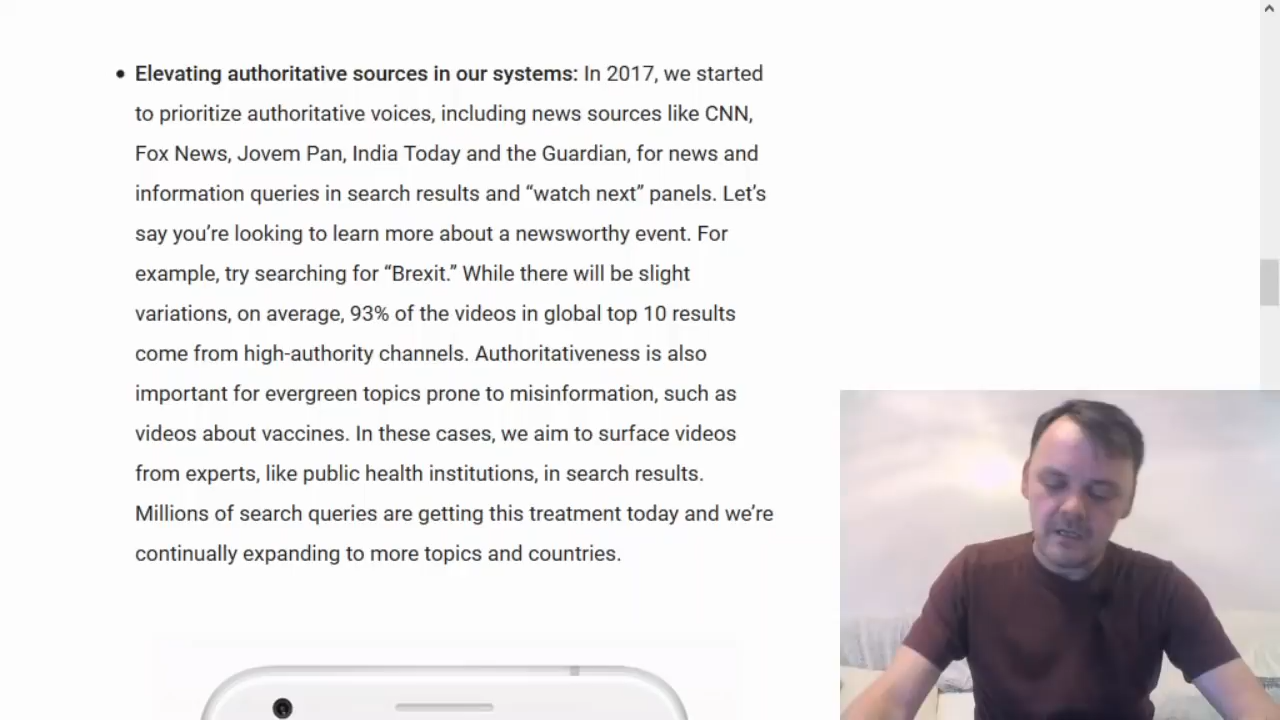 Elevating authoritative sources in our systems: In 2017, we started
to prioritize authoritative voices, including news sources like CNN,
Fox News, Jovem Pan, India Today and the Guardian, for news and
information queries in search results and “watch next” panels. Let’s
say you’re looking to learn more about a newsworthy event. For
example, try searching for “Brexit.” While there will be slight
variations, on average, 93% of the videos in global top 10 results
come from high-authority channels. Authoritativeness is also
important for evergreen topics prone to misinformation, such as
videos about vaccines. In these cases, we aim to surface videos
from experts, like public health institutions, in search results.
Millions of search queries are getting this treatment today and we’re
continually expanding to more topics and countries.